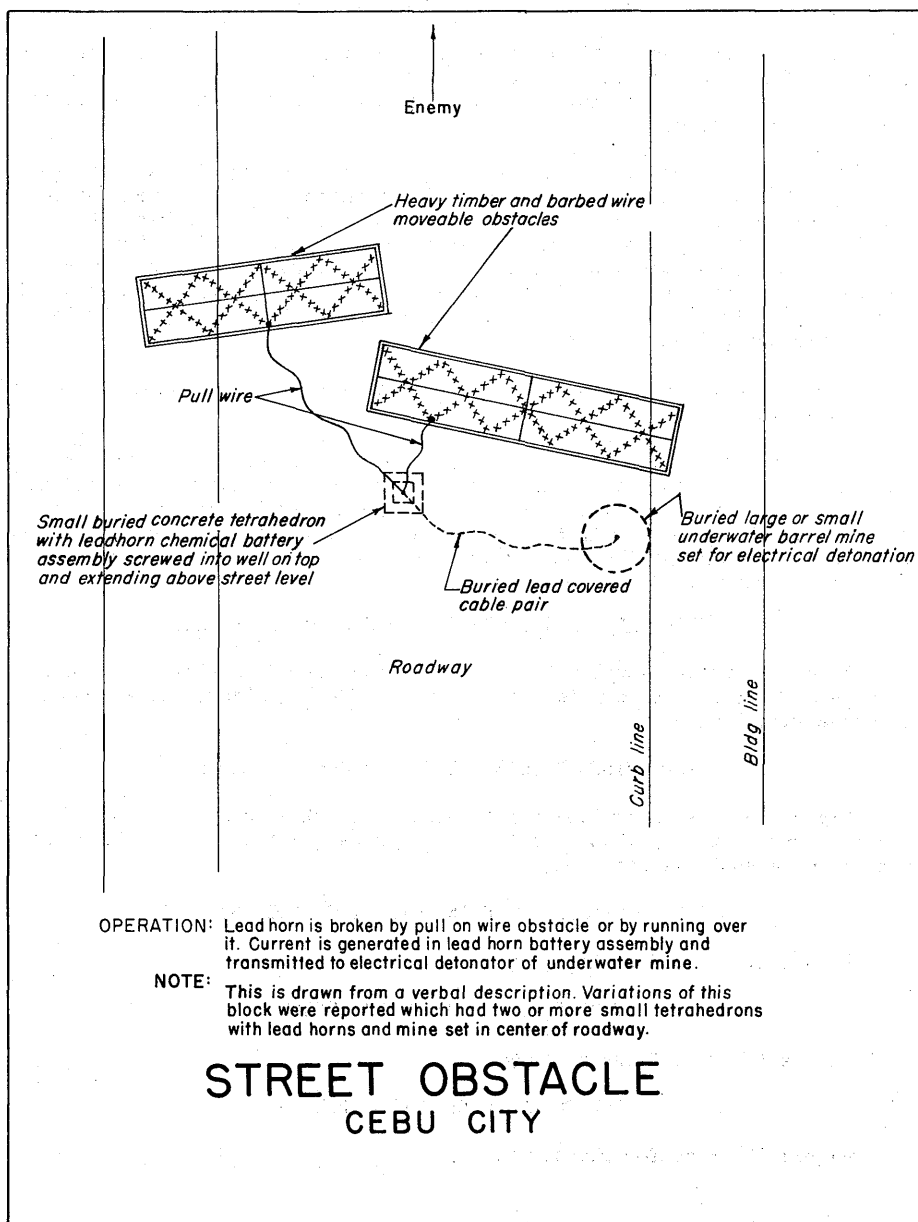 Enemy
Heavy timber and barbed wire
moveable obstacles
Pull wire
Small buried concrete tetrahedron
with lead horn chemical battery
assembly screwed into well on top
and extending above street level
Buried large or small
underwater barrel mine
set for electrical detonation
Buried lead covered
cable pair
Roadway
Curb line
Bldg line
OPERATION: Lead horn is broken by pull on wire obstacle or by running over
it. Current is generated in lead horn battery assembly and
transmitted to electrical detonator of underwater mine.
NOTE: This is drawn from a verbal description. Variations of this
block were reported which had two or more small tetrahedrons
with lead horns and mine set in center of roadway.
STREET OBSTACLE
CEBU CITY